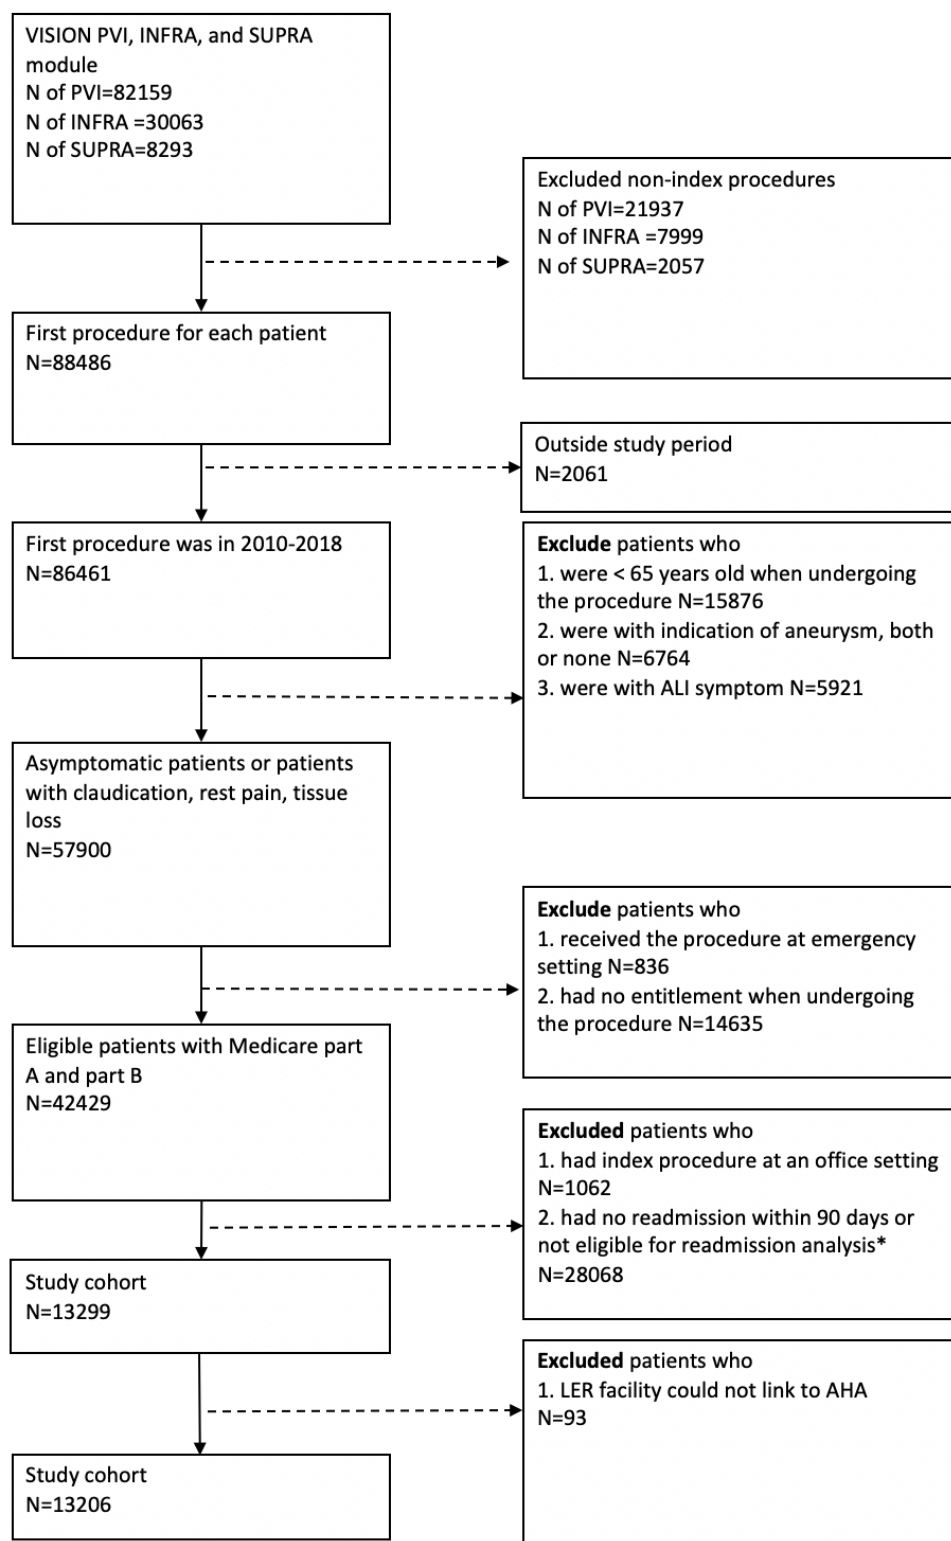 VISION PVI, INFRA, and SUPRA
module
N of PVI=82159
N of INFRA =30063
N of SUPRA=8293
Excluded non-index procedures
N of PVI=21937
N of INFRA =7999
N of SUPRA=2057
First procedure for each patient
N=88486
Outside study period
N=2061
First procedure was in 2010-2018
N=86461
Exclude patients who
1. were < 65 years old when undergoing
the procedure N=15876
2. were with indication of aneurysm, both
or none N=6764
3. were with ALI symptom N=5921
Asymptomatic patients or patients
with claudication, rest pain, tissue
loss
N=57900
Exclude patients who
1. received the procedure at emergency
setting N=836
2. had no entitlement when undergoing
the procedure N=14635
Eligible patients with Medicare part
A and part B
N=42429
Excluded patients who
1. had index procedure at an office setting
N=1062
2. had no readmission within 90 days or
not eligible for readmission analysis*
N=28068
Study cohort
N=13299
Excluded patients who
1. LER facility could not link to AHA
N=93
Study cohort
N=13206